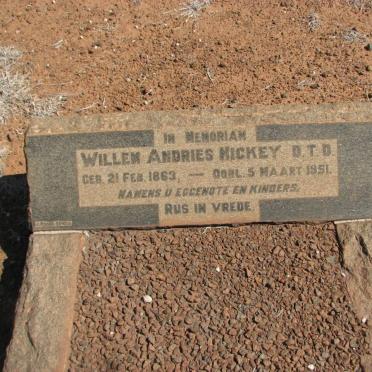 IN MEMORIAM
WILLEM ANDRIES HICKEY D.T.D.
GEB. 21 FEB. 1863, — OORL. 5 MAART 1951.
NAMENS U EGGENOTE EN KINDERS.
RUS IN VREDE